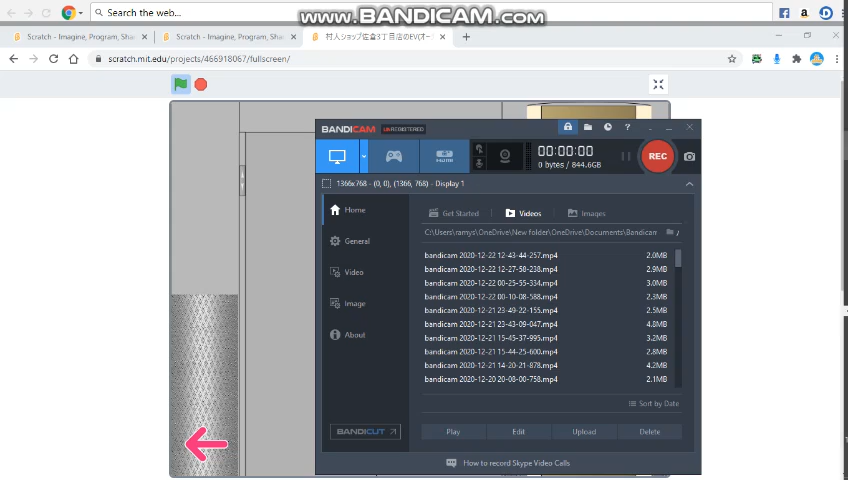 Search the web...
www.BANDICAM.com
Scratch - Imagine, Program, Sha
Scratch - Imagine, Program, Sha
村人ショップ佐倉3丁目店のEV(オー
scratch.mit.edu/projects/466918067/fullscreen/
BANDICAM UNREGISTERED
HDMI
00:00:00
0 bytes / 844.6GB
REC
1366x768 - (0, 0), (1366, 768) - Display 1
Home
General
Video
Image
About
BANDICUT
Get Started
Videos
Images
C:\Users\ramys\OneDrive\New folder\OneDrive\Documents\Bandicam
bandicam 2020-12-22 12-43-44-257.mp4 2.0MB
bandicam 2020-12-22 12-27-58-238.mp4 2.9MB
bandicam 2020-12-22 00-25-55-334.mp4 3.0MB
bandicam 2020-12-22 00-10-08-588.mp4 2.3MB
bandicam 2020-12-21 23-49-22-155.mp4 2.5MB
bandicam 2020-12-21 23-43-09-047.mp4 4.8MB
bandicam 2020-12-21 15-45-37-995.mp4 3.2MB
bandicam 2020-12-21 15-44-25-600.mp4 2.8MB
bandicam 2020-12-21 14-20-21-878.mp4 4.2MB
bandicam 2020-12-20 20-08-00-758.mp4 2.1MB
Sort by Date
Play
Edit
Upload
Delete
How to record Skype Video Calls